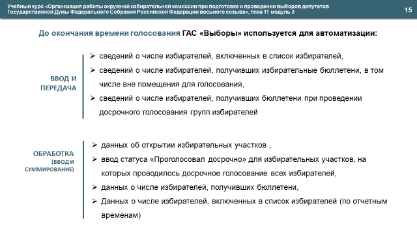 Учебный курс «Организация работы окружной избирательной комиссии при подготовке и проведении выборов депутатов
Государственной Думы Федерального Собрания Российской Федерации восьмого созыва», тема 11 модуль 3
15
До окончания времени голосования ГАС «Выборы» используется для автоматизации:
ВВОД И
ПЕРЕДАЧА
➢ сведений о числе избирателей, включенных в список избирателей,
➢ сведений о числе избирателей, получивших избирательные бюллетени, в том
числе вне помещения для голосования,
➢ сведений о числе избирателей, получивших бюллетени при проведении
досрочного голосования групп избирателей
ОБРАБОТКА
(ВВОД И
СУММИРОВАНИЕ)
➢ данных об открытии избирательных участков ,
➢ ввод статуса «Проголосовал досрочно» для избирательных участков, на
которых проводилось досрочное голосование всех избирателей,
➢ данных о числе избирателей, получивших бюллетени,
➢ Данных о числе избирателей, включенных в список избирателей (по отчетным
временам)